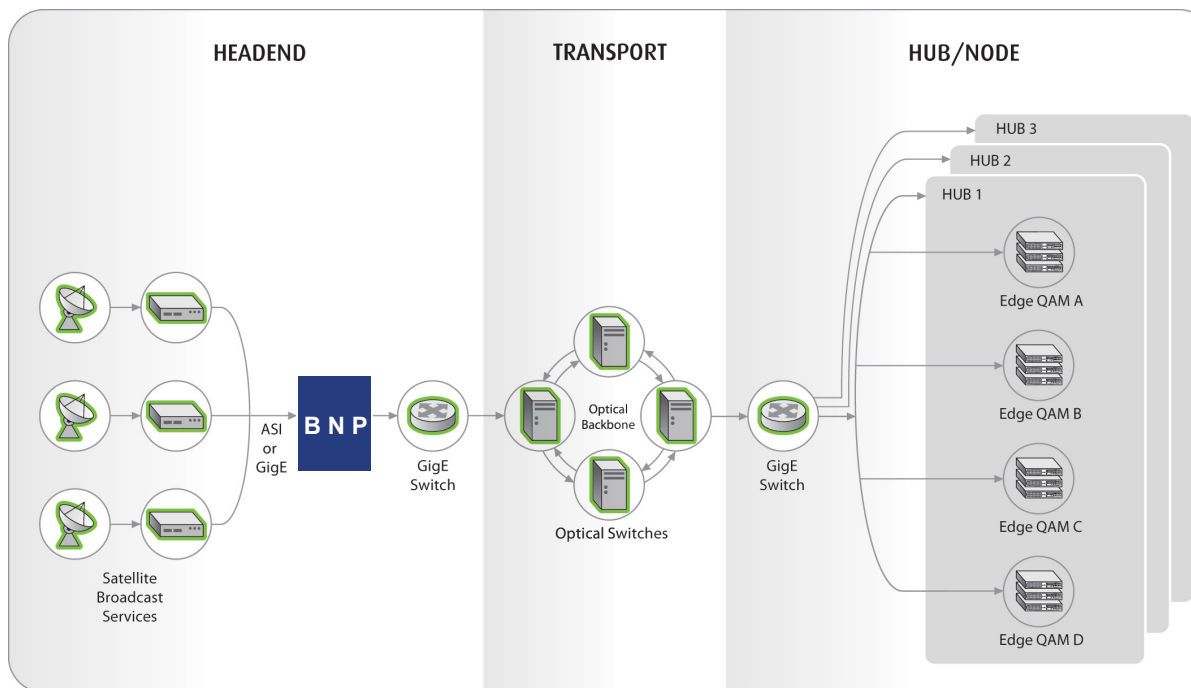 HEADEND
TRANSPORT
HUB/NODE
HUB 3
HUB 2
HUB 1
Edge QAM A
Edge QAM B
Edge QAM C
Edge QAM D
ASI
or
GigE
BNP
GigE
Switch
Optical
Backbone
Optical Switches
GigE
Switch
Satellite
Broadcast
Services